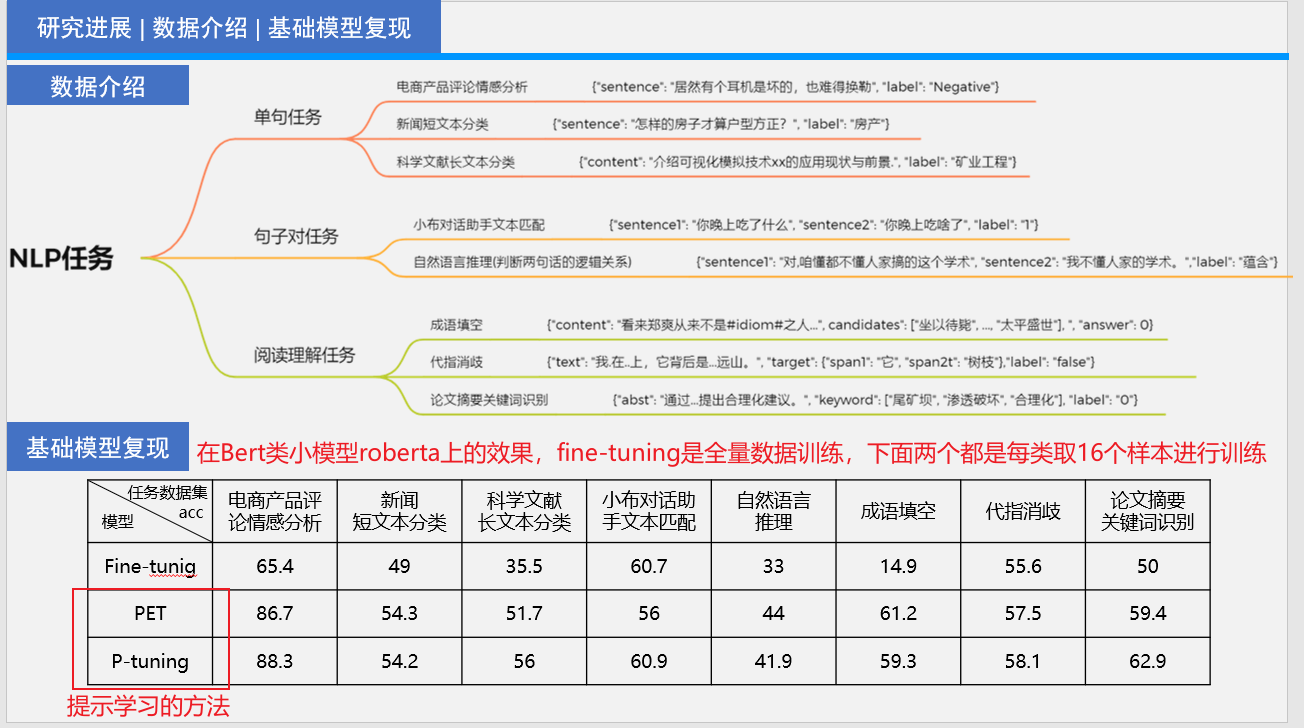 研究进展 | 数据介绍 | 基础模型复现
数据介绍
NLP任务
单句任务
电商产品评论情感分析 {"sentence": "居然有个耳机是坏的，也难得换勒", "label": "Negative"}
新闻短文本分类 {"sentence": "怎样的房子才算户型方正？", "label": "房产"}
科学文献长文本分类 {"content": "介绍可视化模拟技术xx的应用现状与前景.", "label": "矿业工程"}
句子对任务
小布对话助手文本匹配 {"sentence1": "你晚上吃了什么", "sentence2": "你晚上吃啥了", "label": "1"}
自然语言推理(判断两句话的逻辑关系) {"sentence1": "对,咱懂都不懂人家搞的这个学术", "sentence2": "我不懂人家的学术。","label": "蕴含"}
阅读理解任务
成语填空 {"content": "看来郑爽从来不是#idiom#之人...", candidates": ["坐以待毙", ..., "太平盛世"], ", "answer": 0}
代指消歧 {"text": "我.在..上，它背后是...远山。", "target": {"span1": "它", "span2t": "树枝"},"label": "false"}
论文摘要关键词识别 {"abst": "通过...提出合理化建议。", "keyword": ["尾矿坝", "渗透破坏", "合理化"], "label": "0"}
基础模型复现
在Bert类小模型roberta上的效果，fine-tuning是全量数据训练，下面两个都是每类取16个样本进行训练
任务数据集 acc 模型 电商产品评论情感分析 新闻短文本分类 科学文献长文本分类 小布对话助手文本匹配 自然语言推理 成语填空 代指消歧 论文摘要关键词识别
Fine-tunig 65.4 49 35.5 60.7 33 14.9 55.6 50
PET 86.7 54.3 51.7 56 44 61.2 57.5 59.4
P-tuning 88.3 54.2 56 60.9 41.9 59.3 58.1 62.9
提示学习的方法